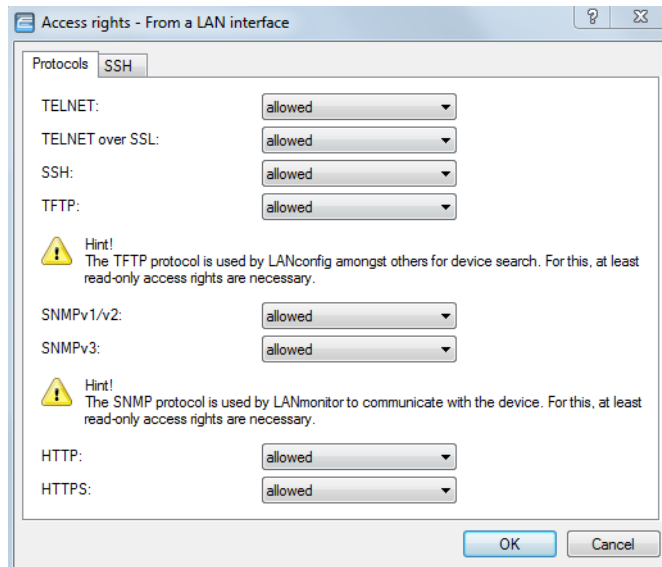 Access rights - From a LAN interface
Protocols SSH
TELNET: allowed
TELNET over SSL: allowed
SSH: allowed
TFTP: allowed
Hint!
The TFTP protocol is used by LANconfig amongst others for device search. For this, at least
read-only access rights are necessary.
SNMPv1/v2: allowed
SNMPv3: allowed
Hint!
The SNMP protocol is used by LANmonitor to communicate with the device. For this, at least
read-only access rights are necessary.
HTTP: allowed
HTTPS: allowed
OK Cancel